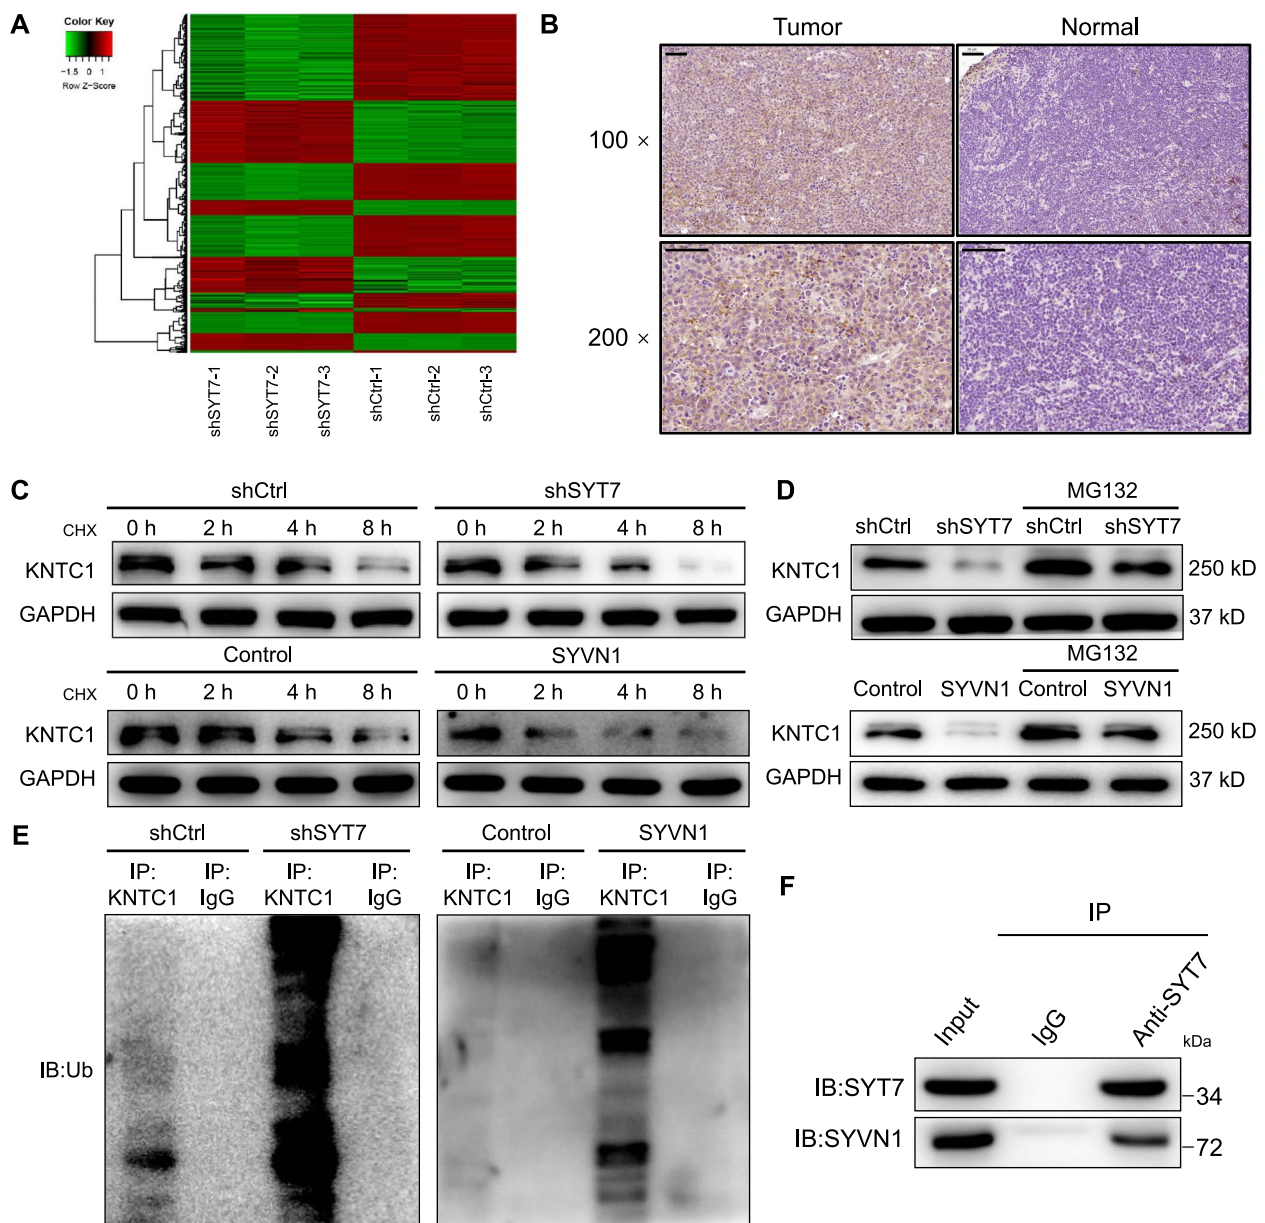 A
Color Key
−1.5 0 1
Row Z-Score
shSYT7-1
shSYT7-2
shSYT7-3
shCtrl-1
shCtrl-2
shCtrl-3
B
Tumor Normal
100 ×
200 ×
C
shCtrl shSYT7
CHX 0 h 2 h 4 h 8 h 0 h 2 h 4 h 8 h
KNTC1
GAPDH
Control SYVN1
CHX 0 h 2 h 4 h 8 h 0 h 2 h 4 h 8 h
KNTC1
GAPDH
D
MG132
shCtrl shSYT7 shCtrl shSYT7
KNTC1 250 kD
GAPDH 37 kD
MG132
Control SYVN1 Control SYVN1
KNTC1 250 kD
GAPDH 37 kD
E
shCtrl shSYT7 Control SYVN1
IP: IP: IP: IP: IP: IP: IP: IP:
KNTC1 IgG KNTC1 IgG KNTC1 IgG KNTC1 IgG
IB:Ub
F
IP
Input IgG Anti-SYT7
kDa
IB:SYT7 −34
IB:SYVN1 −72